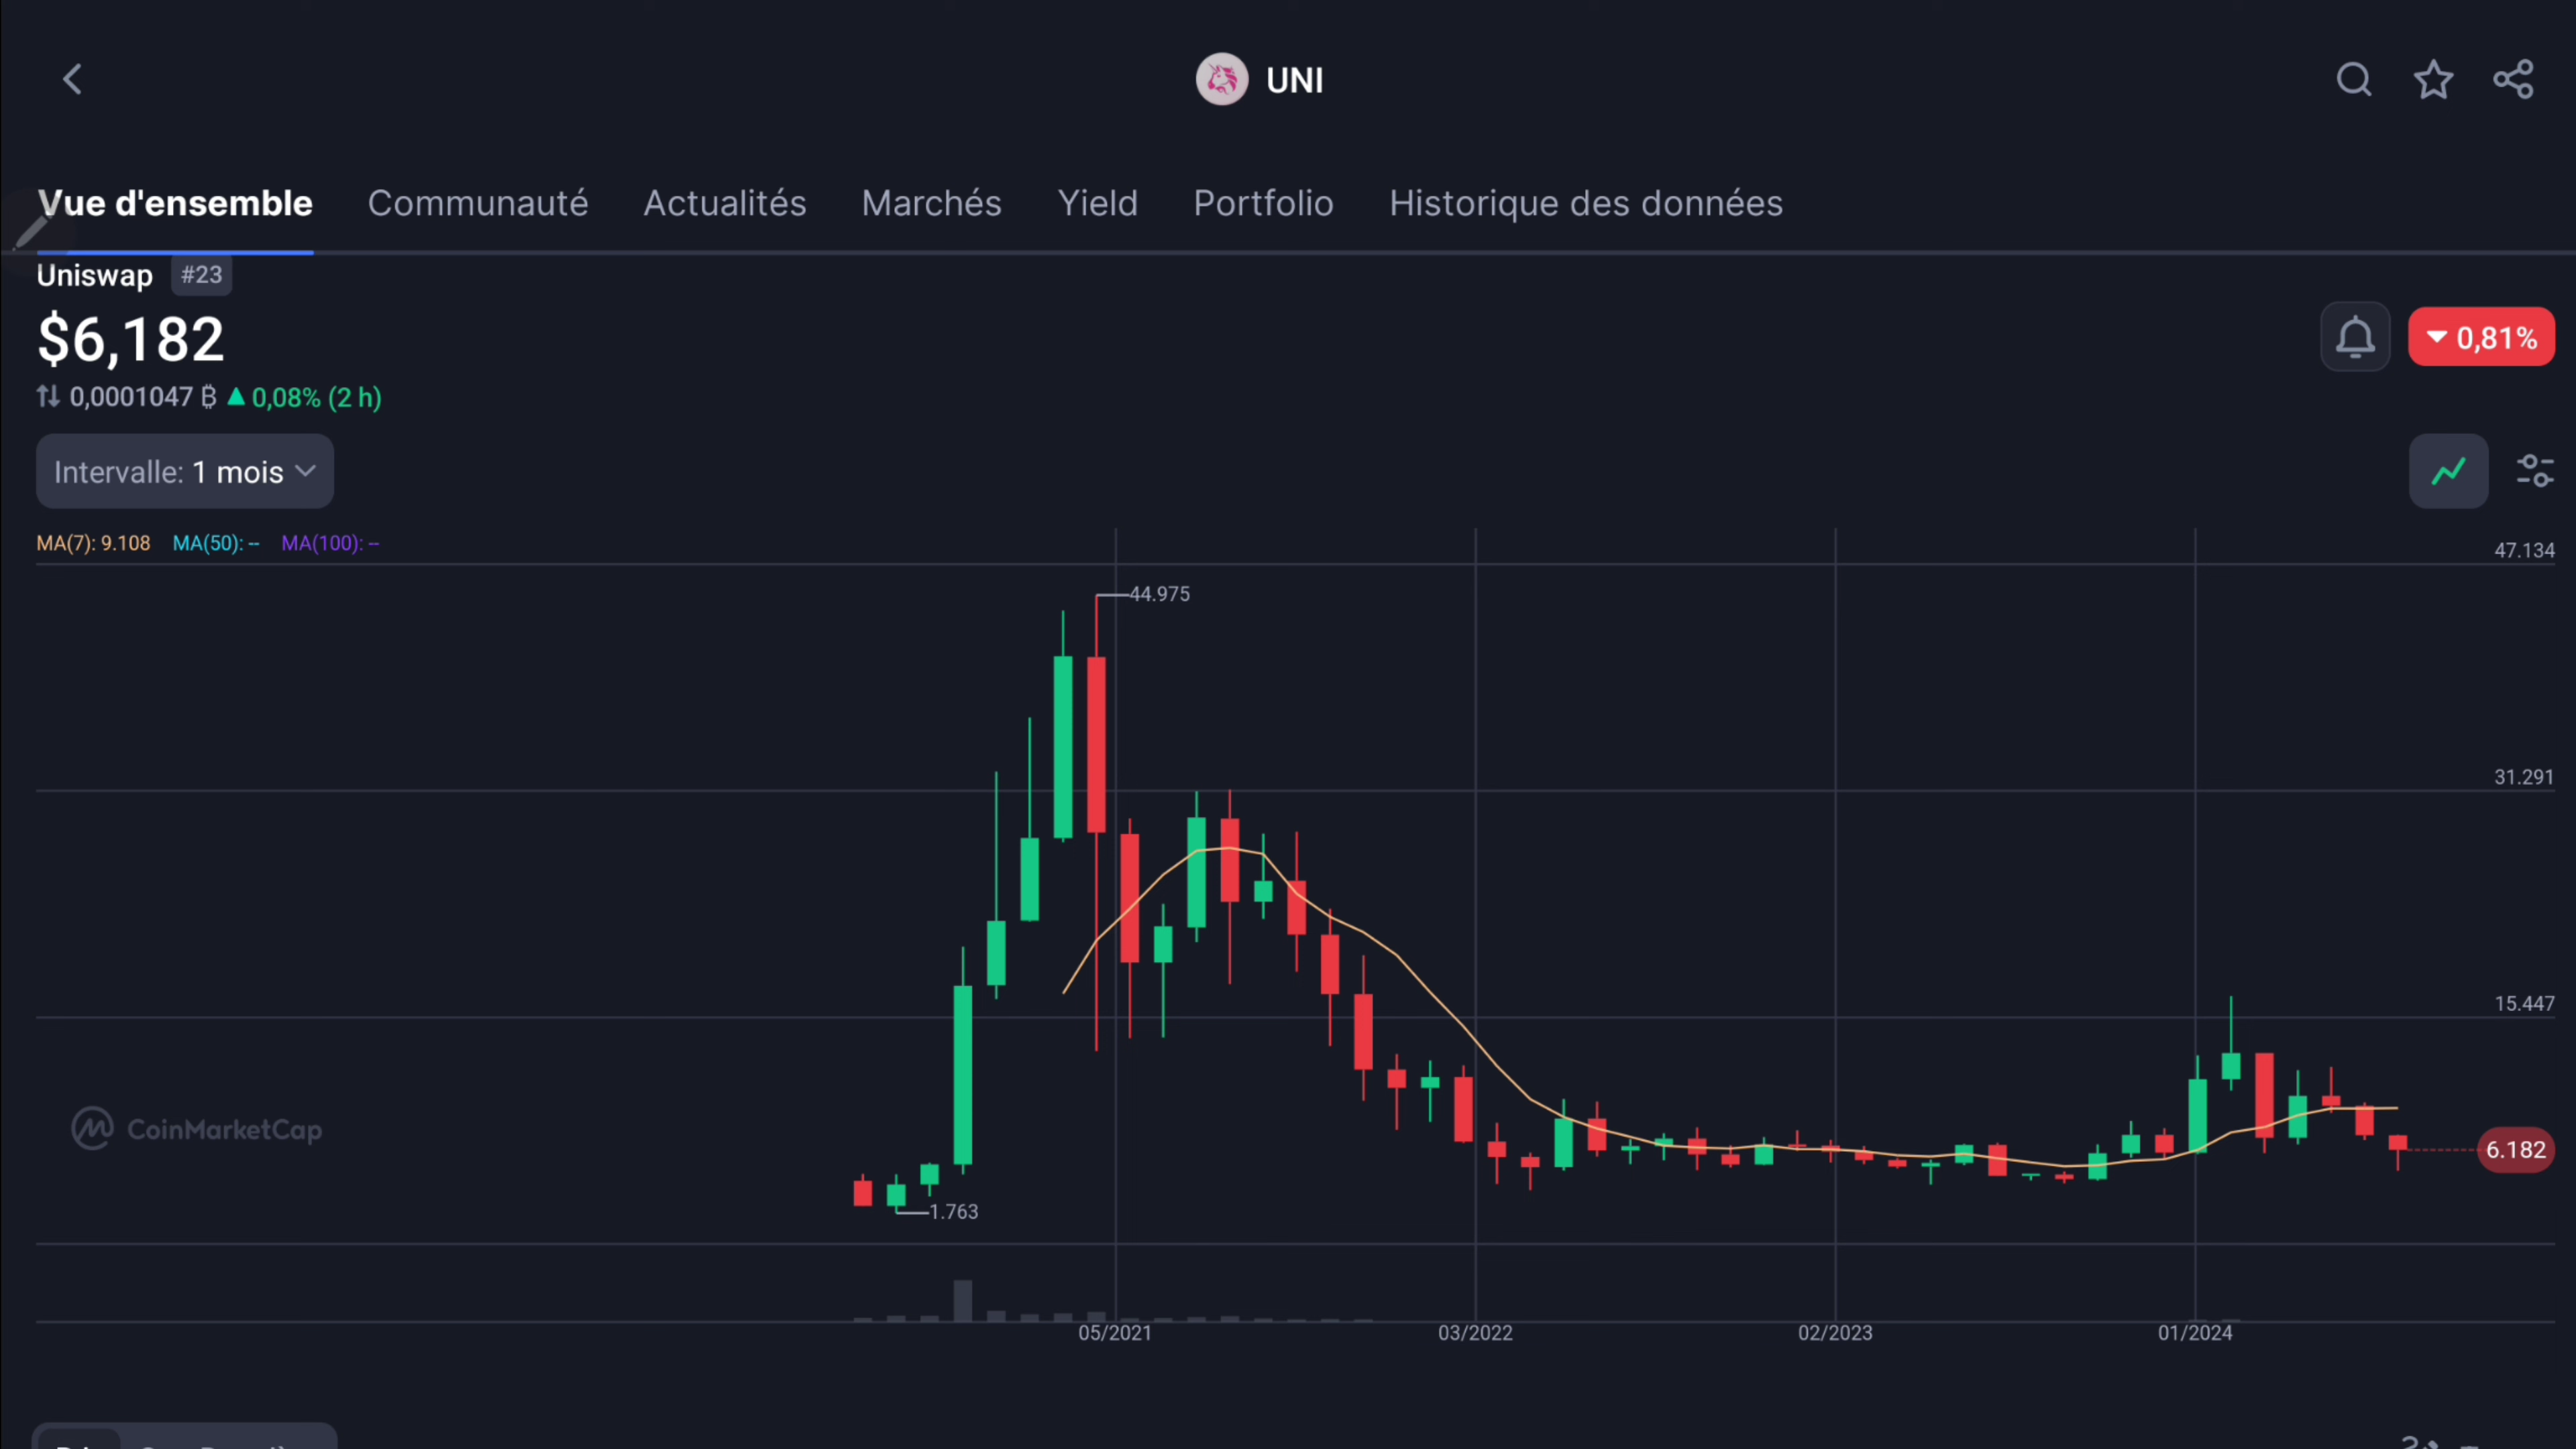 UNI
Vue d'ensemble Communauté Actualités Marchés Yield Portfolio Historique des données
Uniswap #23
$6,182
0,81%
0,0001047 ₿ 0,08% (2 h)
Intervalle: 1 mois
MA(7): 9.108 MA(50): -- MA(100): --
47.134
44.975
31.291
15.447
CoinMarketCap
6.182
1.763
05/2021 03/2022 02/2023 01/2024